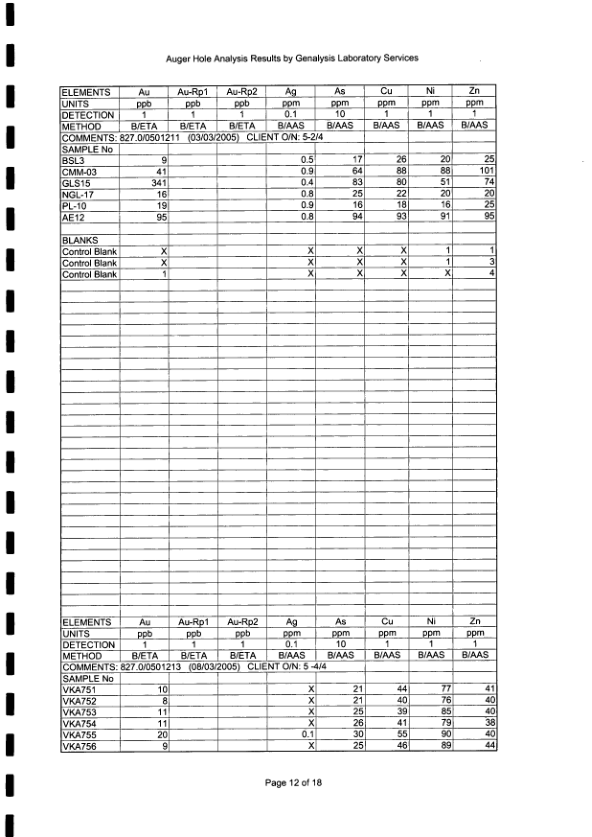 Auger Hole Analysis Results by Genalysis Laboratory Services
ELEMENTS Au Au-Rp1 Au-Rp2 Ag As Cu Ni Zn
UNITS ppb ppb ppb ppm ppm ppm ppm ppm
DETECTION 1 1 1 0.1 10 1 1 1
METHOD B/ETA B/ETA B/ETA B/AAS B/AAS B/AAS B/AAS B/AAS
COMMENTS: 827.0/0501211 (03/03/2005) CLIENT O/N: 5-2/4
SAMPLE No
BSL3 9 0.5 17 26 20 25
CMM-03 41 0.9 64 88 88 101
GLS15 341 0.4 83 80 51 74
NGL-17 16 0.8 25 22 20 20
PL-10 19 0.9 16 18 16 25
AE12 95 0.8 94 93 91 95
BLANKS
Control Blank X X X X 1 1
Control Blank X X X X 1 3
Control Blank 1 X X X X 4
ELEMENTS Au Au-Rp1 Au-Rp2 Ag As Cu Ni Zn
UNITS ppb ppb ppb ppm ppm ppm ppm ppm
DETECTION 1 1 1 0.1 10 1 1 1
METHOD B/ETA B/ETA B/ETA B/AAS B/AAS B/AAS B/AAS B/AAS
COMMENTS: 827.0/0501213 (08/03/2005) CLIENT O/N: 5 -4/4
SAMPLE No
VKA751 10 X 21 44 77 41
VKA752 8 X 21 40 76 40
VKA753 11 X 25 39 85 40
VKA754 11 X 26 41 79 38
VKA755 20 0.1 30 55 90 40
VKA756 9 X 25 46 89 44
Page 12 of 18